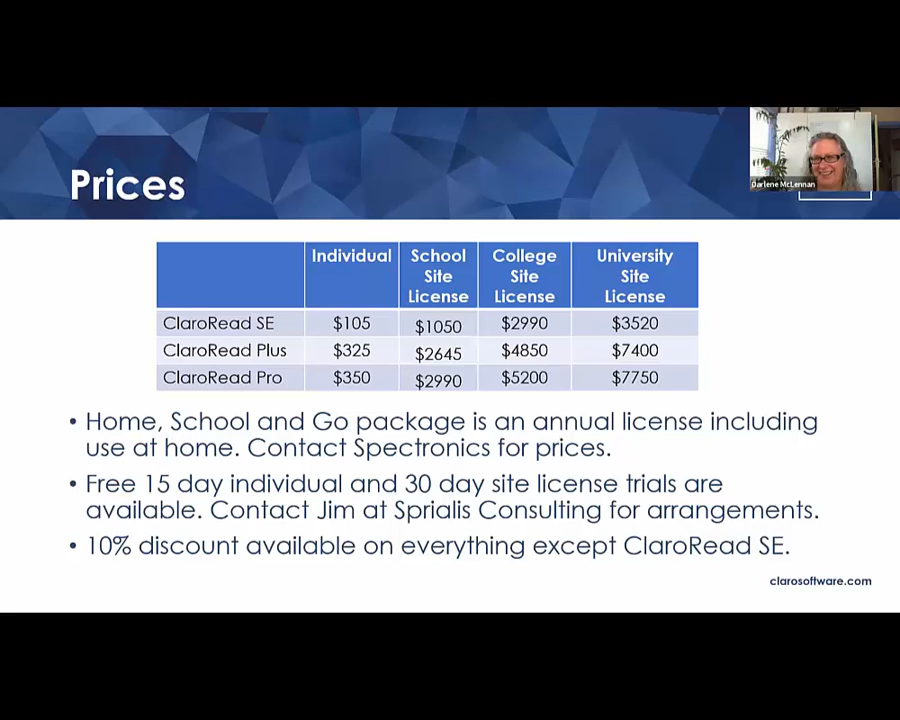 Prices
Darlene McLennan
Individual School Site License College Site License University Site License
ClaroRead SE $105 $1050 $2990 $3520
ClaroRead Plus $325 $2645 $4850 $7400
ClaroRead Pro $350 $2990 $5200 $7750
• Home, School and Go package is an annual license including
use at home. Contact Spectronics for prices.
• Free 15 day individual and 30 day site license trials are
available. Contact Jim at Sprialis Consulting for arrangements.
• 10% discount available on everything except ClaroRead SE.
clarosoftware.com